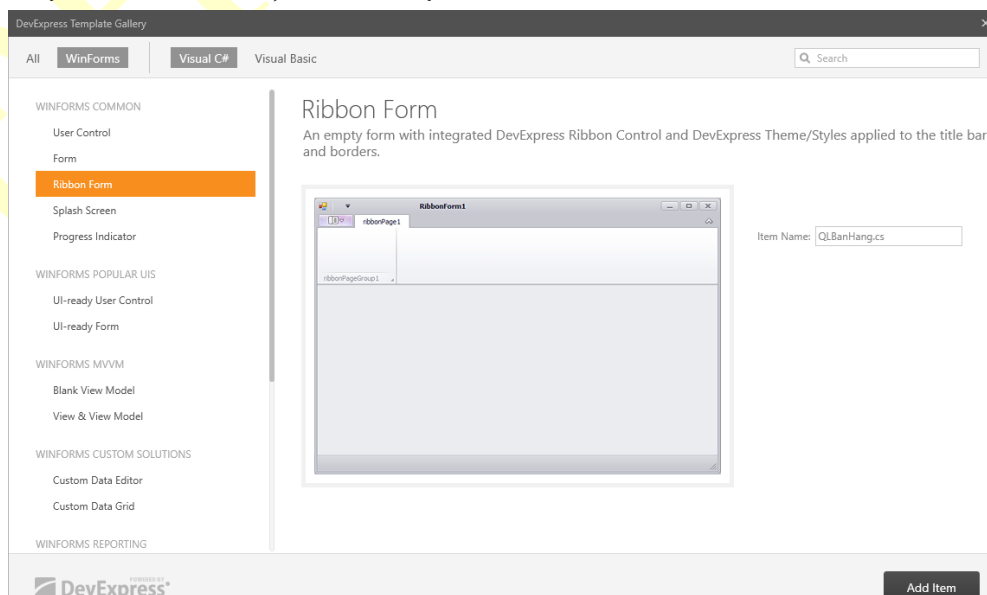 DevExpress Template Gallery
All WinForms Visual C# Visual Basic Search
WINFORMS COMMON
User Control
Form
Ribbon Form
Splash Screen
Progress Indicator
WINFORMS POPULAR UIS
UI-ready User Control
UI-ready Form
WINFORMS MVVM
Blank View Model
View & View Model
WINFORMS CUSTOM SOLUTIONS
Custom Data Editor
Custom Data Grid
WINFORMS REPORTING
Ribbon Form
An empty form with integrated DevExpress Ribbon Control and DevExpress Theme/Styles applied to the title bar
and borders.
RibbonForm1
ribbonPage1
ribbonPageGroup1
Item Name: QLBanHang.cs
POWERED BY
DevExpress
Add Item